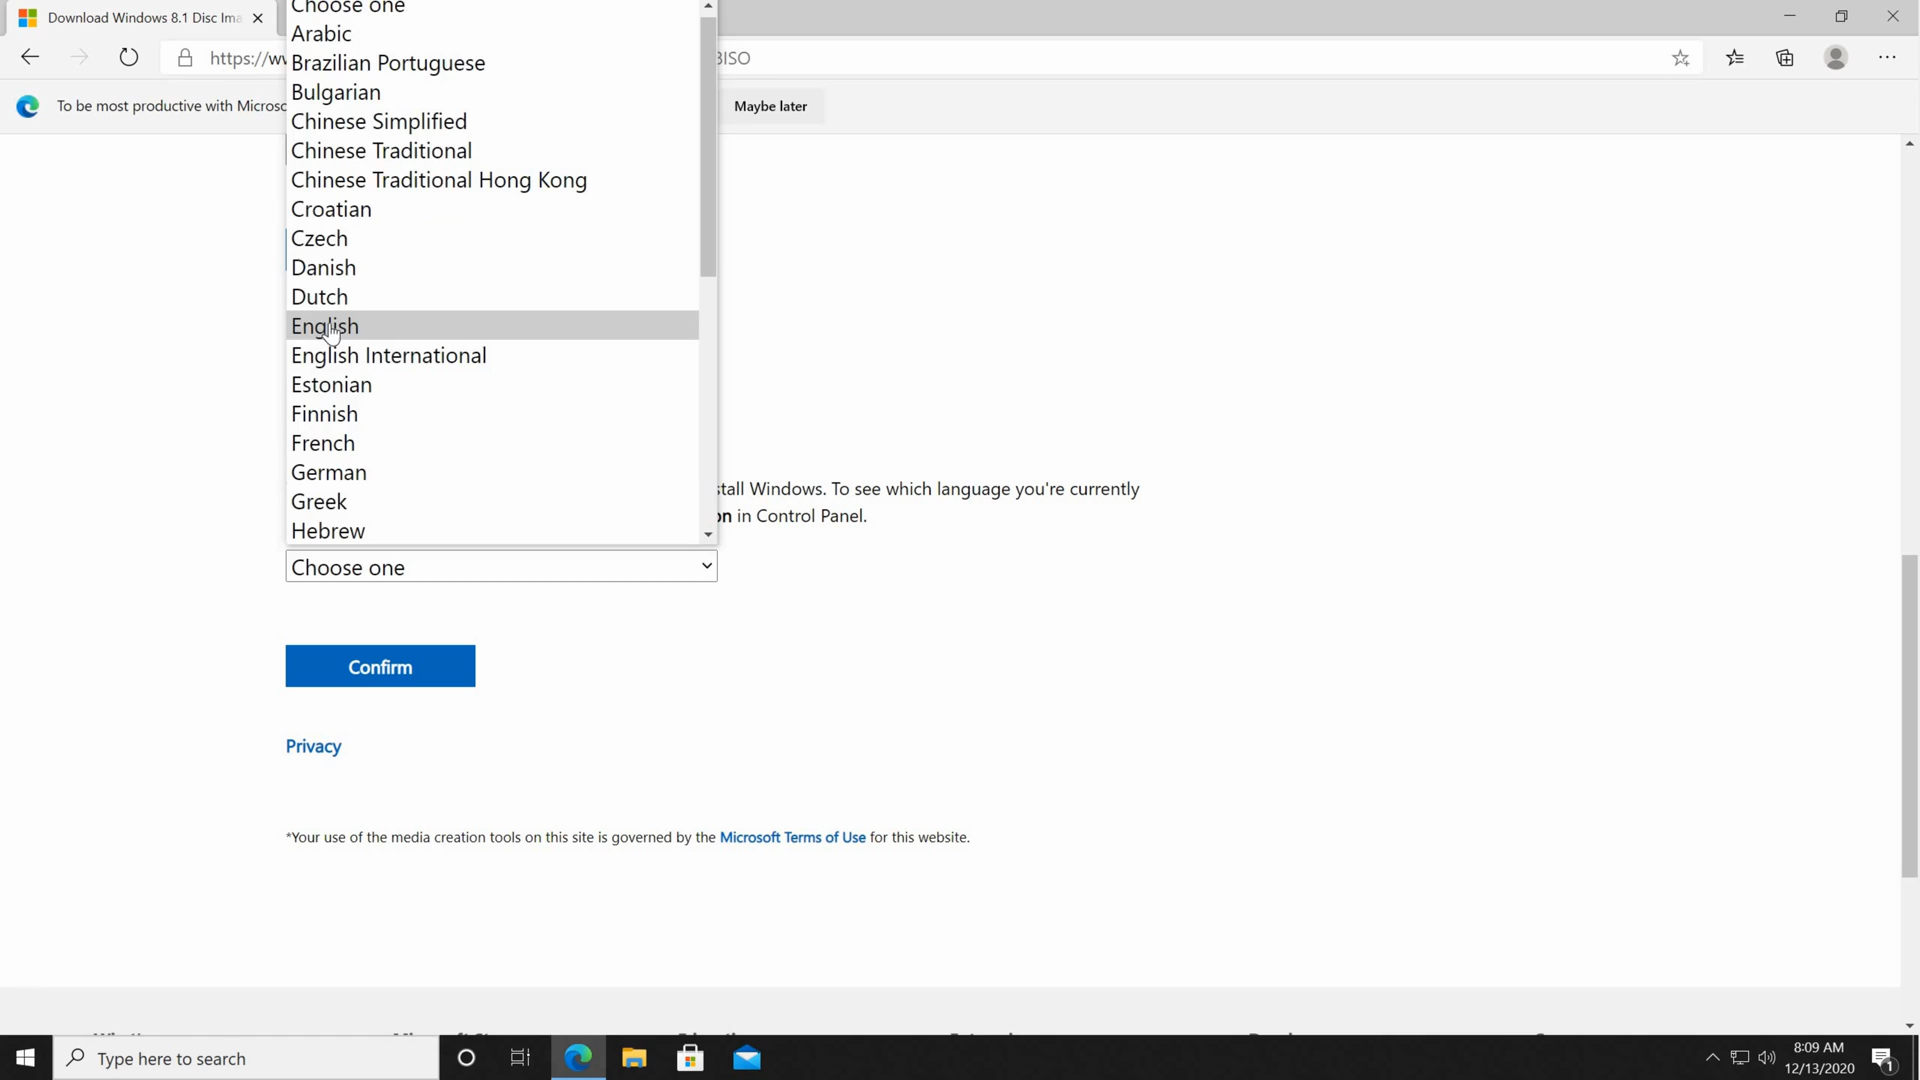 Download Windows 8.1 Disc Ima
https://ww
BISO
To be most productive with Microso
Maybe later
Choose one
Arabic
Brazilian Portuguese
Bulgarian
Chinese Simplified
Chinese Traditional
Chinese Traditional Hong Kong
Croatian
Czech
Danish
Dutch
English
English International
Estonian
Finnish
French
German
Greek
Hebrew
stall Windows. To see which language you're currently
on in Control Panel.
Choose one
Confirm
Privacy
*Your use of the media creation tools on this site is governed by the Microsoft Terms of Use for this website.
Type here to search
8:09 AM
12/13/2020
1